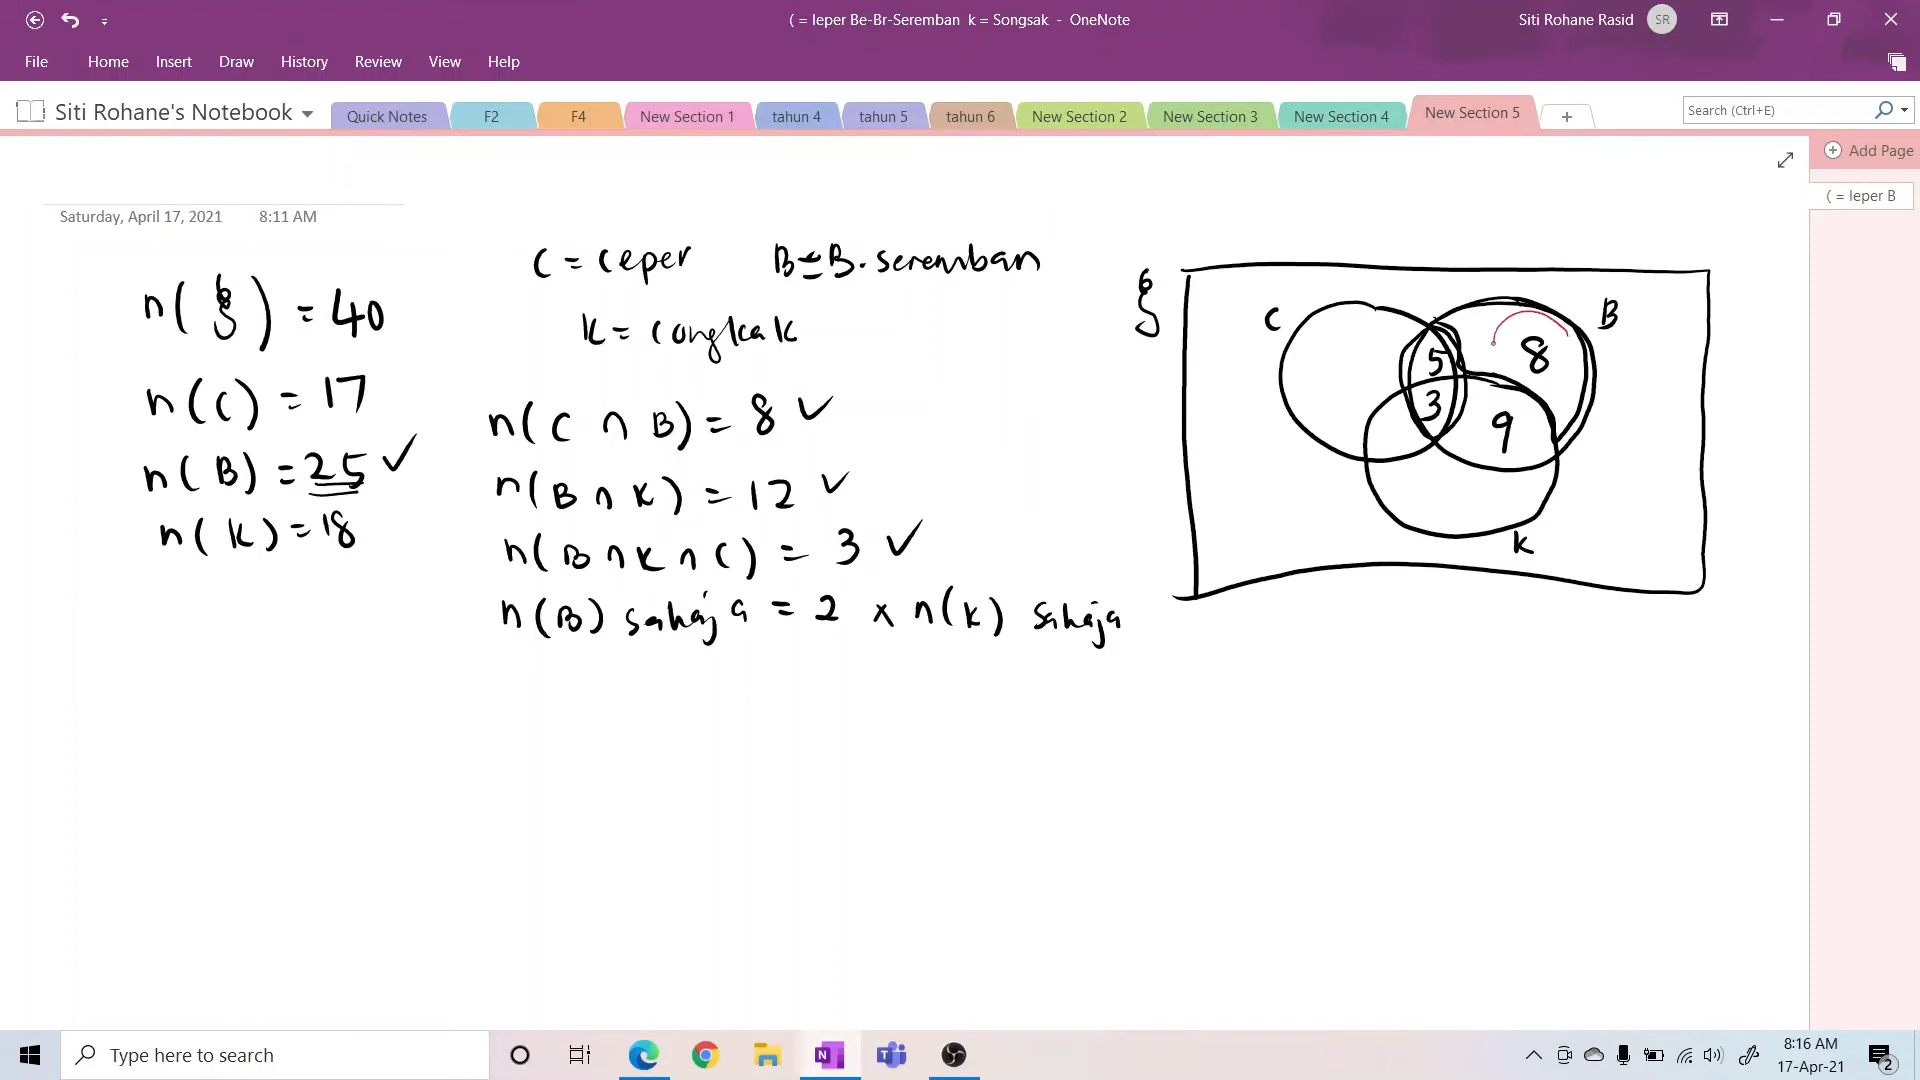 ( = leper Be-Br-Seremban k = Songsak - OneNote
Siti Rohane Rasid
SR
File Home Insert Draw History Review View Help
Siti Rohane's Notebook
Quick Notes F2 F4 New Section 1 tahun 4 tahun 5 tahun 6 New Section 2 New Section 3 New Section 4 New Section 5 +
Search (Ctrl+E)
Add Page
( = leper B
Saturday, April 17, 2021 8:11 AM
n(ξ) = 40
n(C) = 17
n(B) = 25 ✓
n(K) = 18
C = ceper B = B. seremban
K = congkak
n(C ∩ B) = 8 ✓
n(B ∩ K) = 12 ✓
n(B ∩ K ∩ C) = 3 ✓
n(B) sahaja = 2 × n(K) sahaja
ξ
C
B
5
8
3
9
K
Type here to search
8:16 AM
17-Apr-21
2